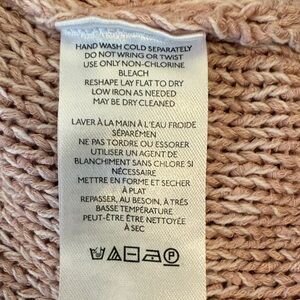 HAND WASH COLD SEPARATELY
DO NOT WRING OR TWIST
USE ONLY NON-CHLORINE
BLEACH
RESHAPE LAY FLAT TO DRY
LOW IRON AS NEEDED
MAY BE DRY CLEANED
LAVER À LA MAIN À L'EAU FROIDE
SÉPARÉMEN
NE PAS TORDRE OU ESSORER
UTILISER UN AGENT DE
BLANCHIMENT SANS CHLORE SI
NÉCESSAIRE
METTRE EN FORME ET SECHER
À PLAT
REPASSER, AU BESOIN, À TRÉS
BASSE TEMPÉRATURE
PEUT-ÊTRE ÊTRE NETTOYÉE
À SEC
P